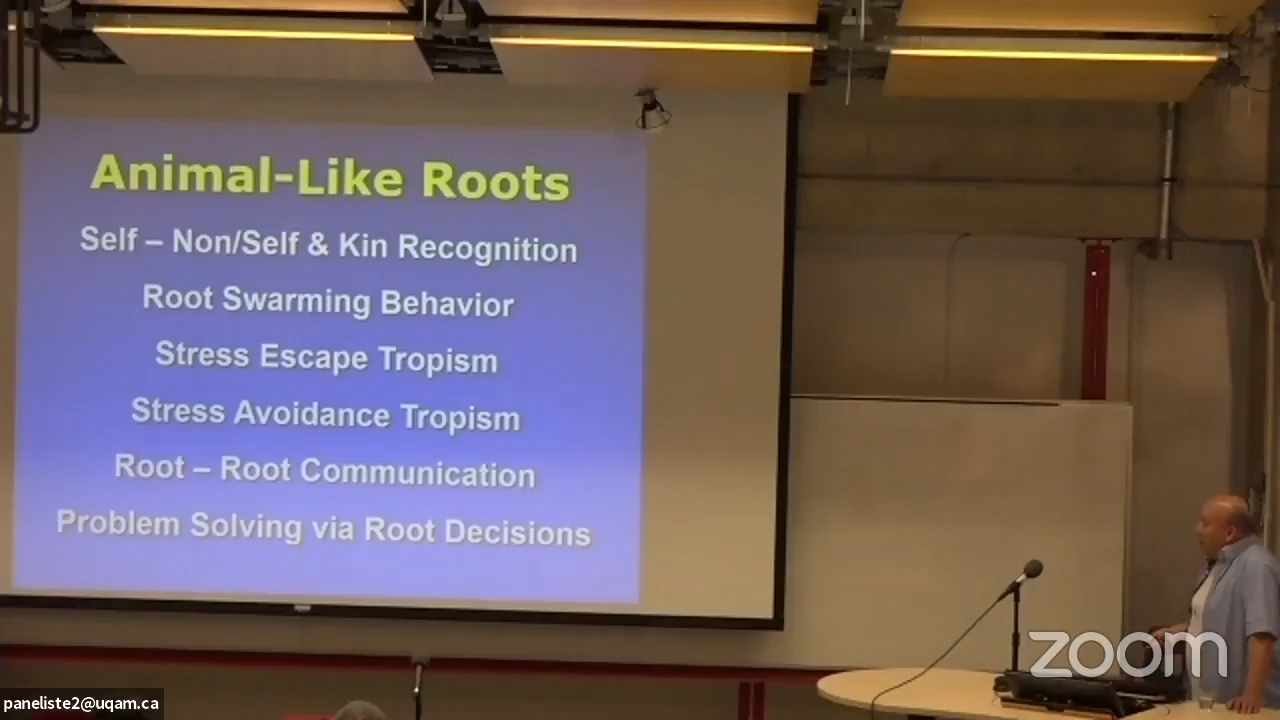 Animal-Like Roots
Self – Non/Self & Kin Recognition
Root Swarming Behavior
Stress Escape Tropism
Stress Avoidance Tropism
Root – Root Communication
Problem Solving via Root Decisions
zoom
paneliste2@uqam.ca